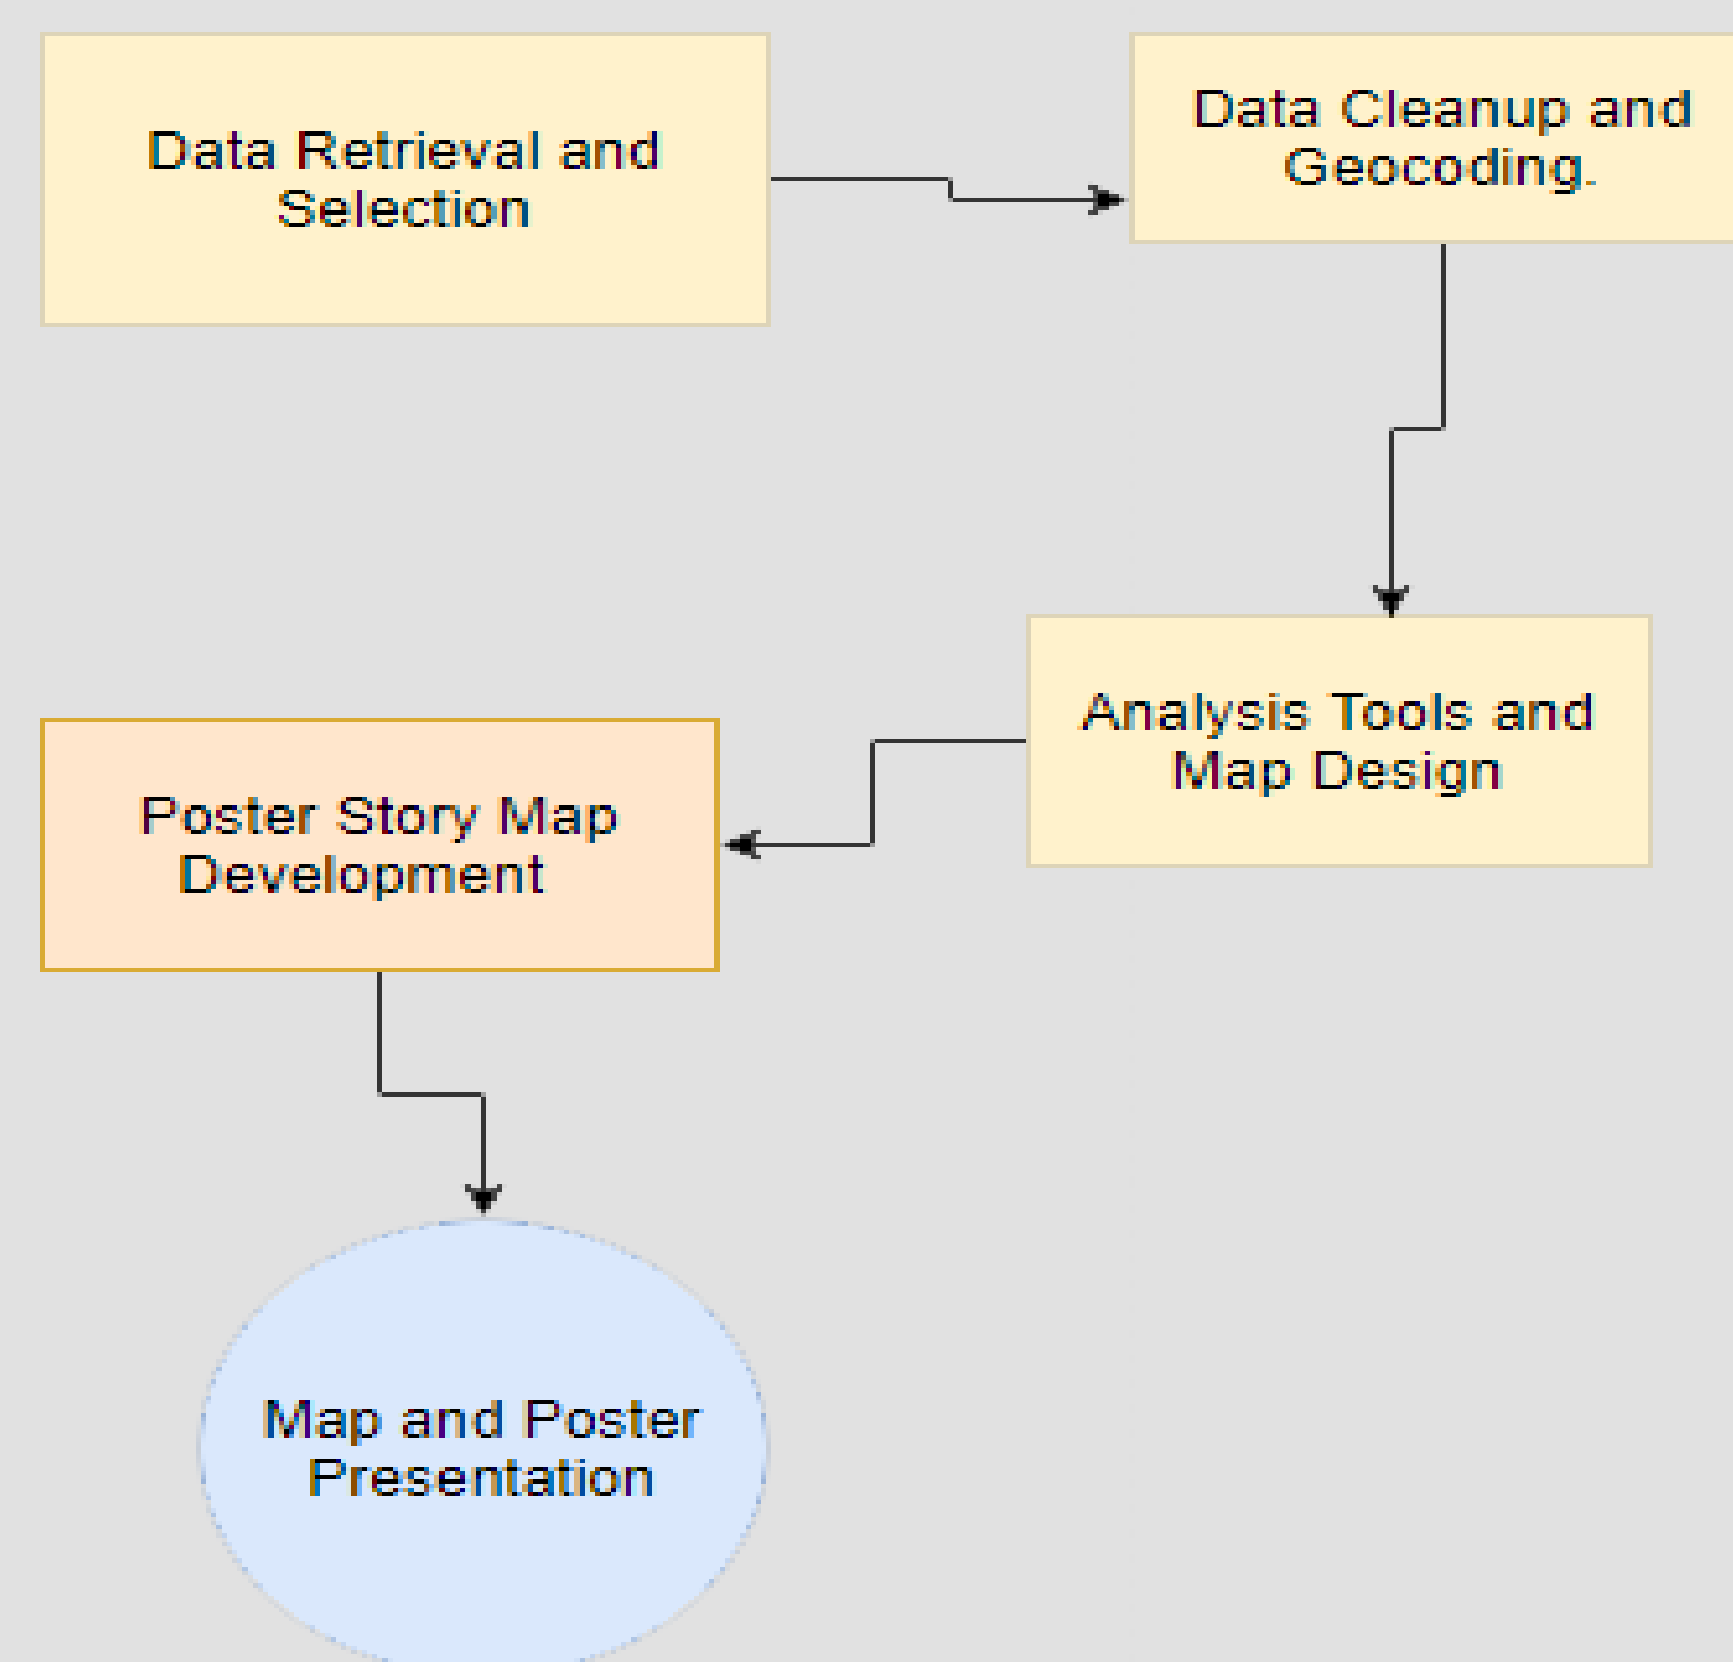 Data Retrieval and
Selection
Data Cleanup and
Geocoding.
Analysis Tools and
Map Design
Poster Story Map
Development
Map and Poster
Presentation